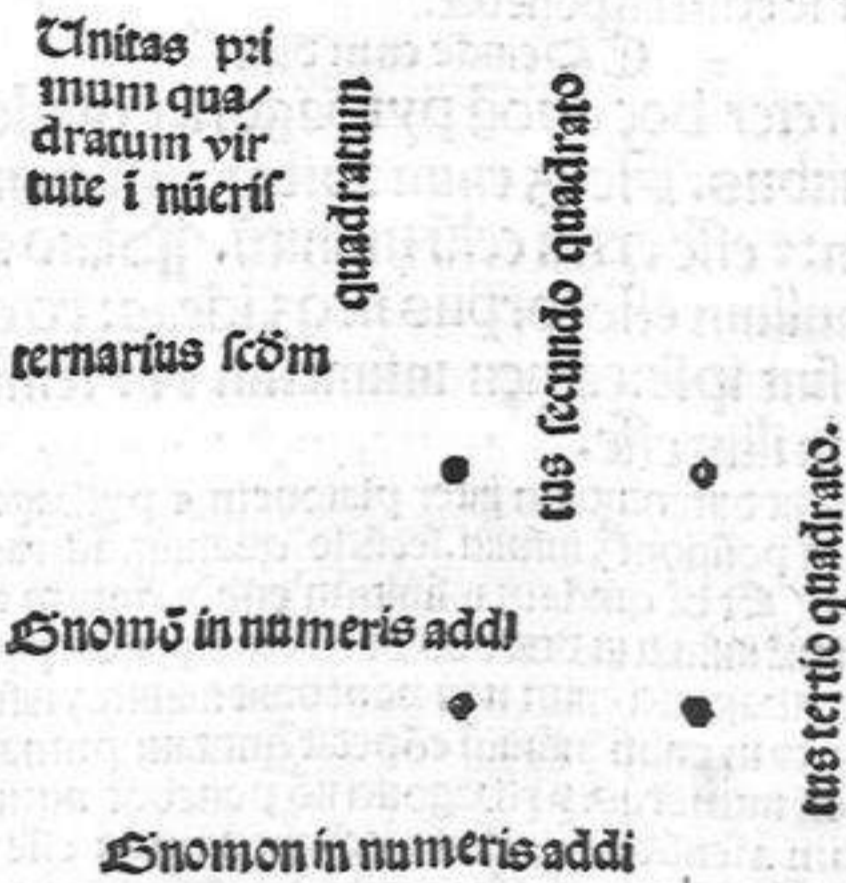 Unitas pri
mum qua/
dratum vir
tute ī nūeriſ
ternarius ſcd̄m
quadratum
Gnomō in numeris addi
tus ſecundo quadrato
Gnomon in numeris addi
tus tertio quadrato.